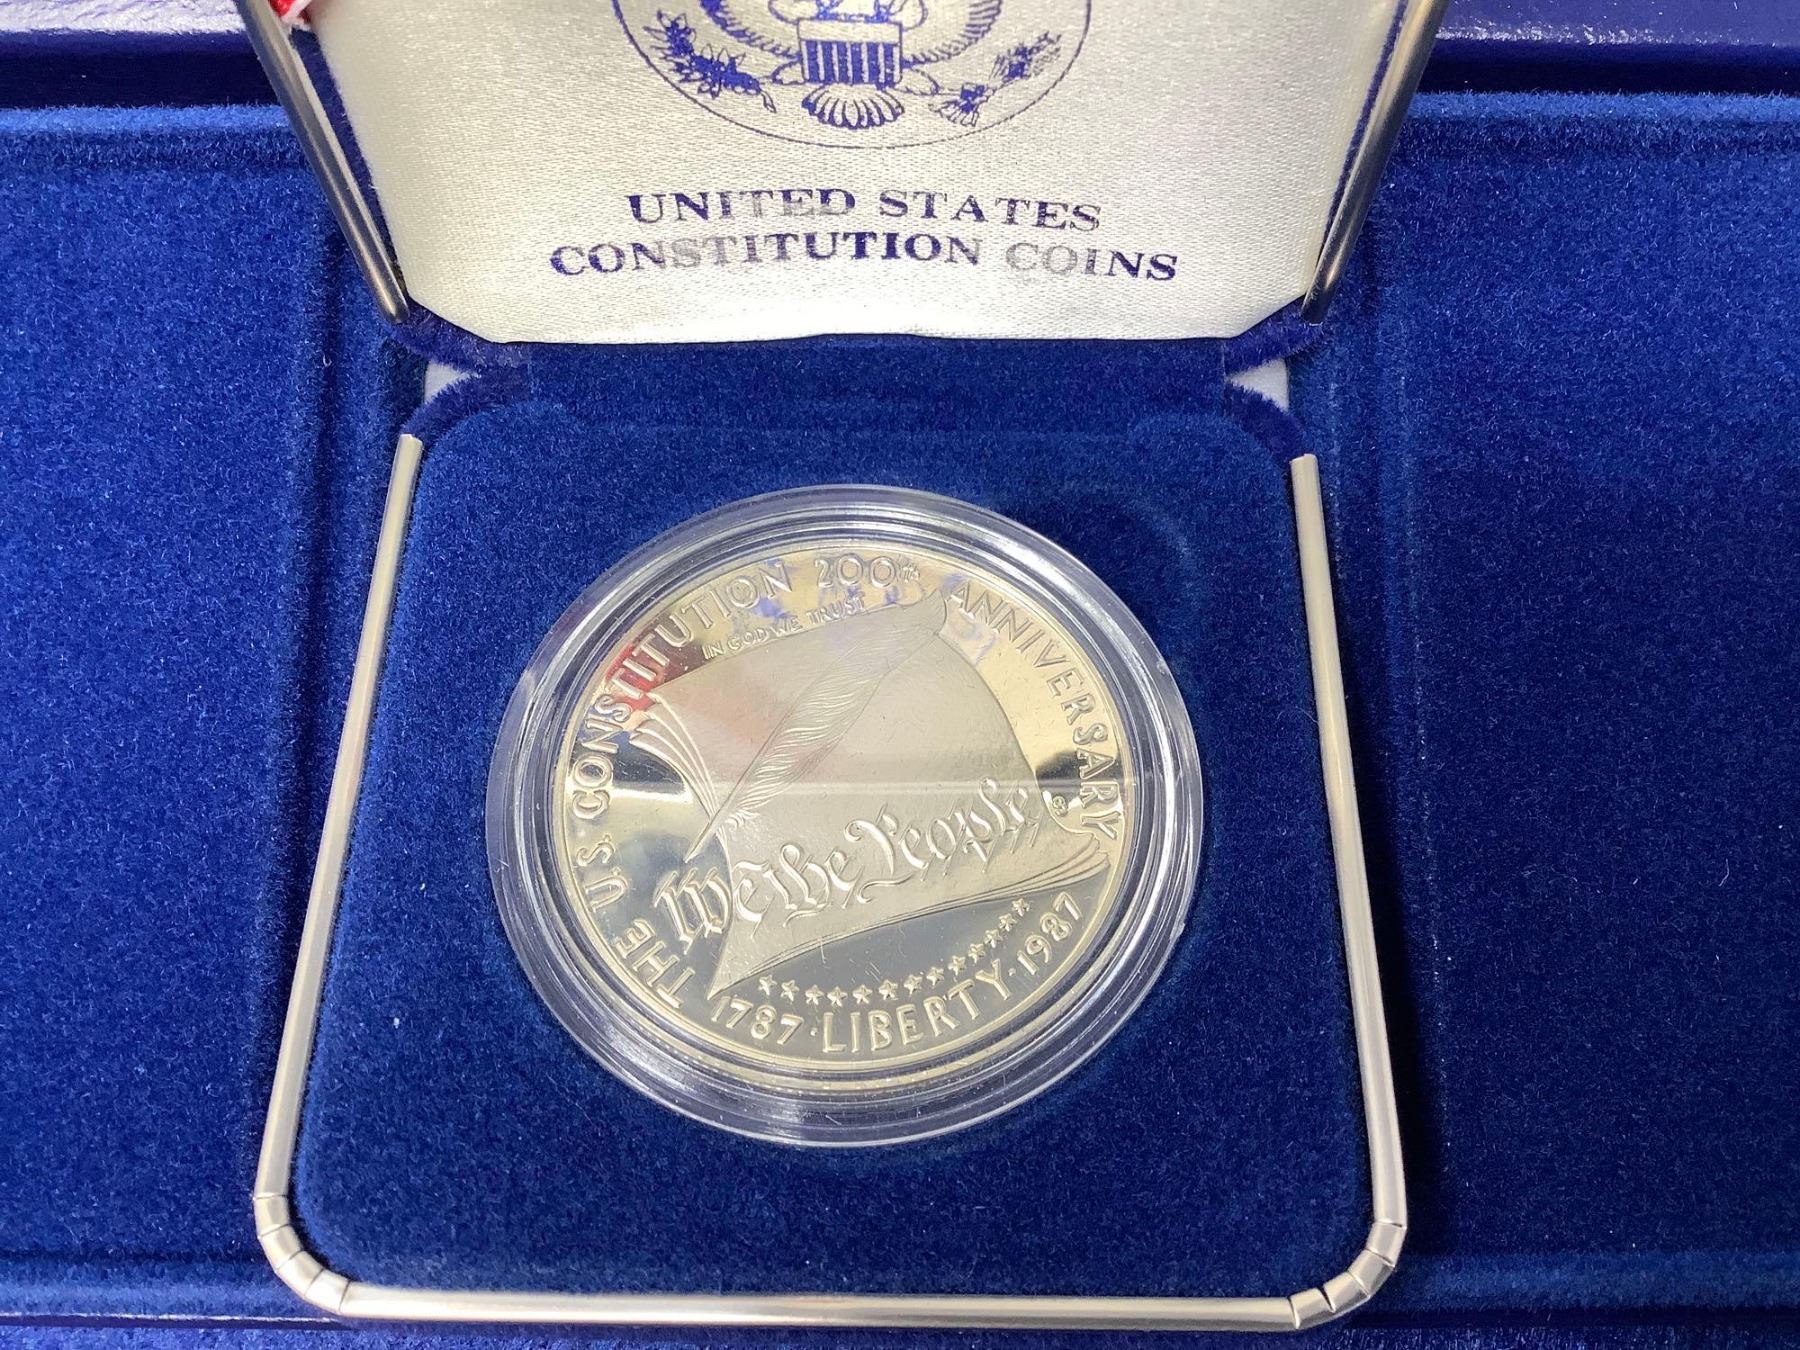 UNITED STATES
CONSTITUTION COINS
THE U.S. CONSTITUTION 200th ANNIVERSARY
IN GOD WE TRUST
We the People
1787 · LIBERTY · 1987